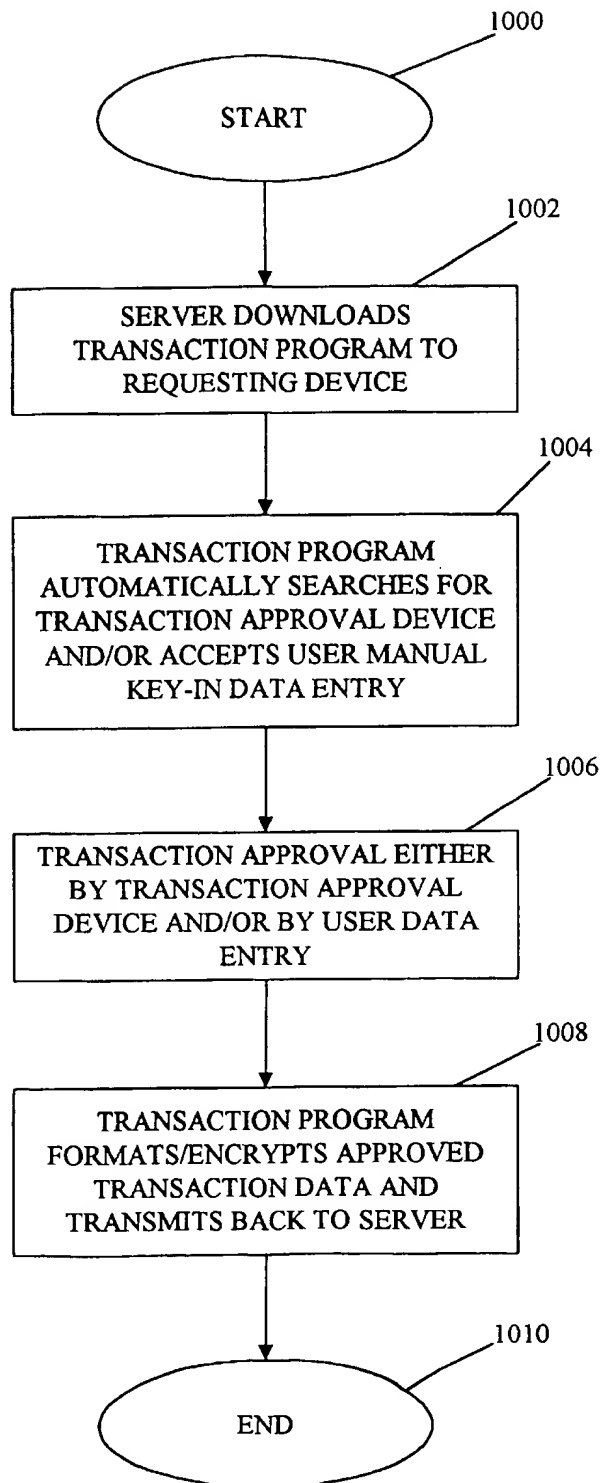 1000
START
1002
SERVER DOWNLOADS
TRANSACTION PROGRAM TO
REQUESTING DEVICE
1004
TRANSACTION PROGRAM
AUTOMATICALLY SEARCHES FOR
TRANSACTION APPROVAL DEVICE
AND/OR ACCEPTS USER MANUAL
KEY-IN DATA ENTRY
1006
TRANSACTION APPROVAL EITHER
BY TRANSACTION APPROVAL
DEVICE AND/OR BY USER DATA
ENTRY
1008
TRANSACTION PROGRAM
FORMATS/ENCRYPTS APPROVED
TRANSACTION DATA AND
TRANSMITS BACK TO SERVER
1010
END